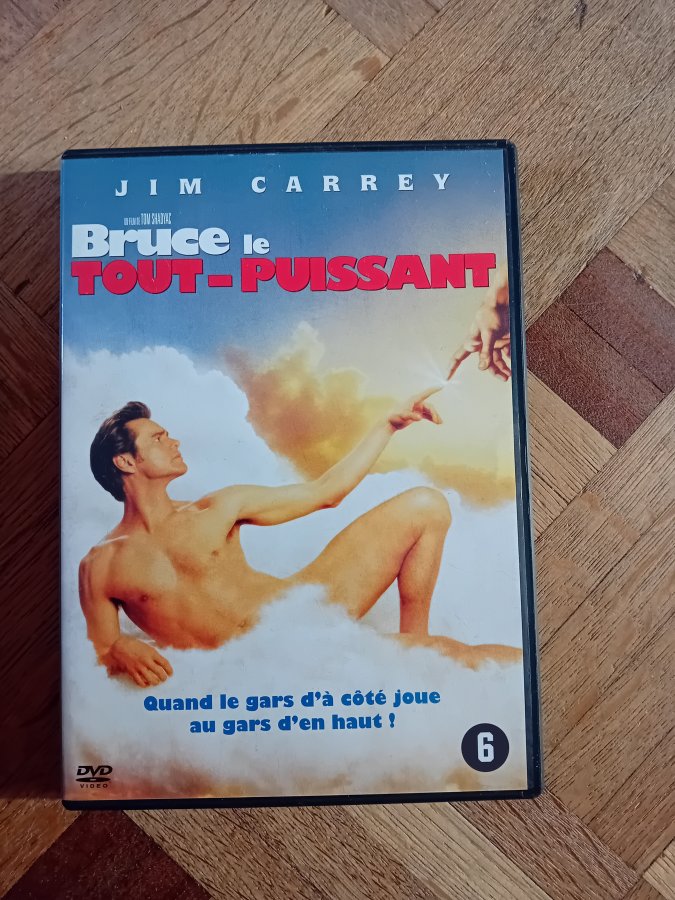 JIM CARREY
UN FILM DE TOM SHADYAC
Bruce le
TOUT-PUISSANT
Quand le gars d'à côté joue
au gars d'en haut !
6
DVD
VIDEO